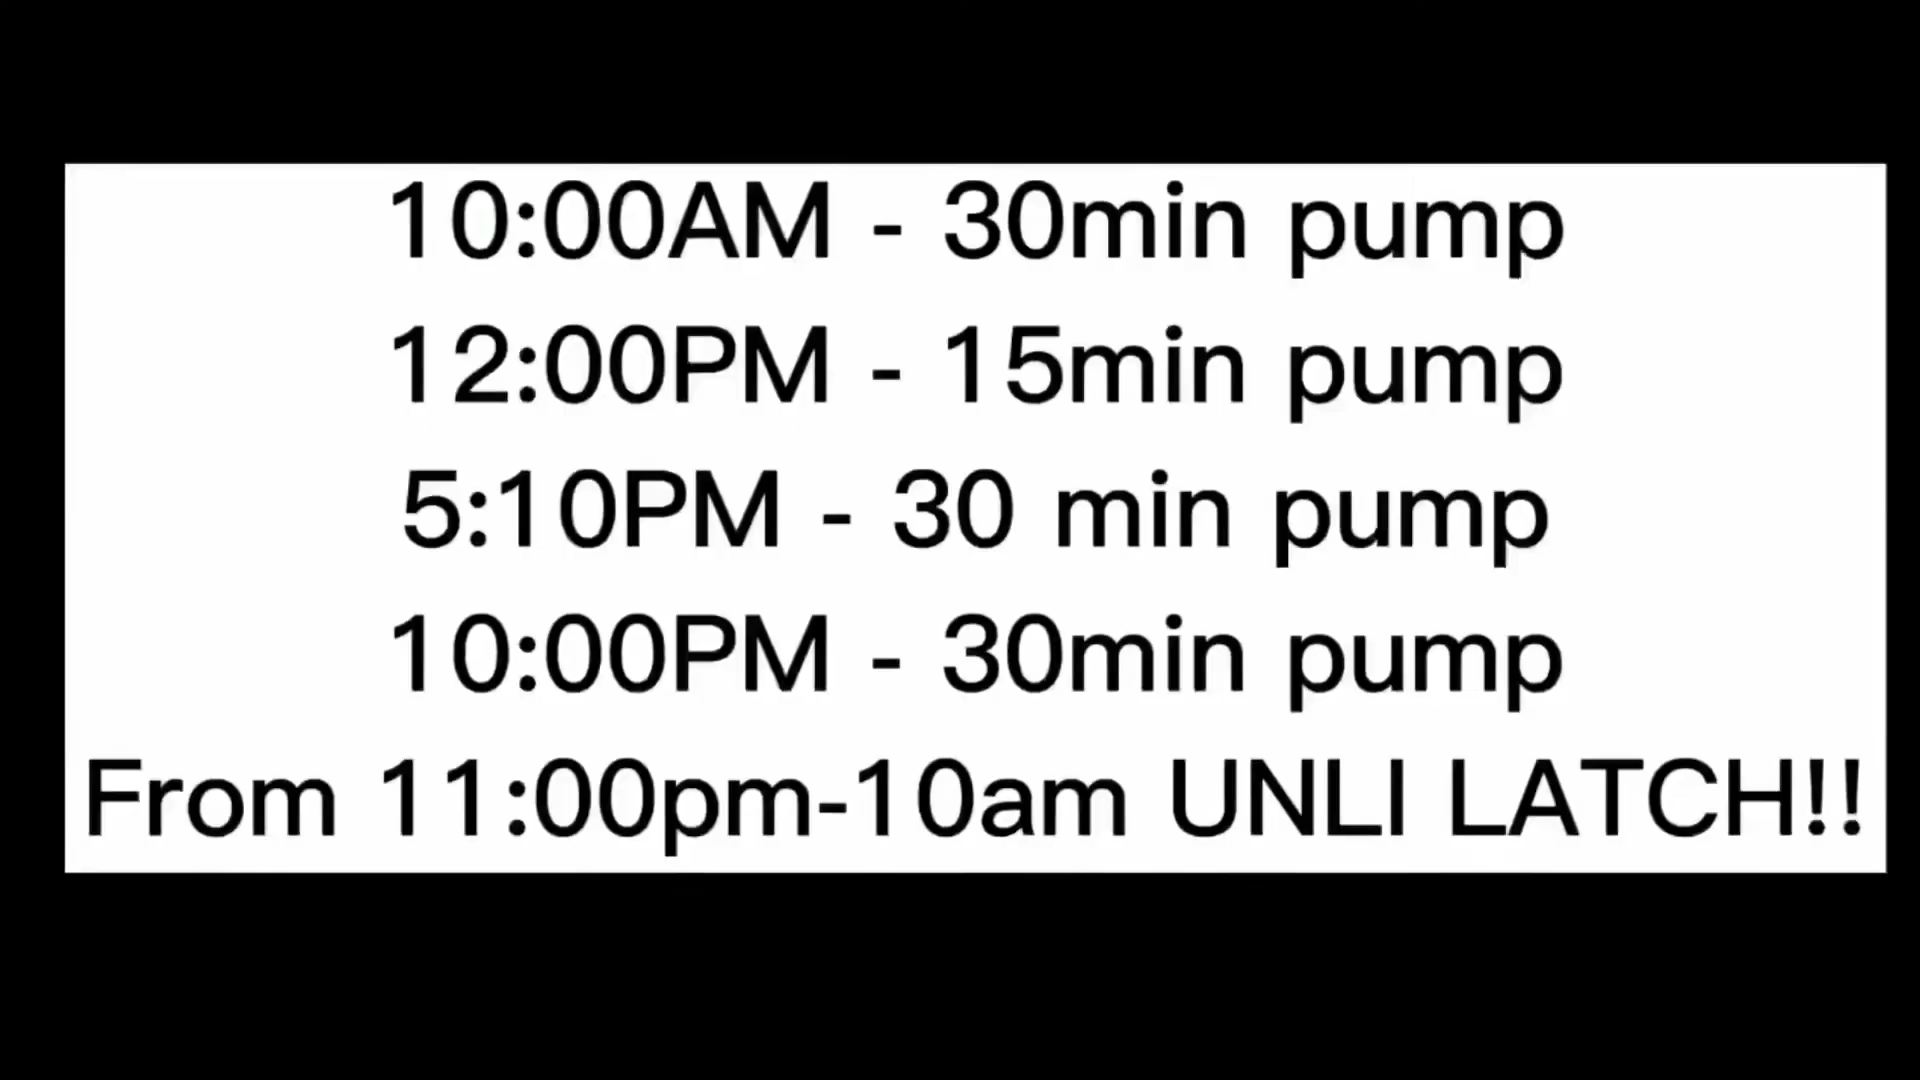 10:00AM - 30min pump
12:00PM - 15min pump
5:10PM - 30 min pump
10:00PM - 30min pump
From 11:00pm-10am UNLI LATCH!!